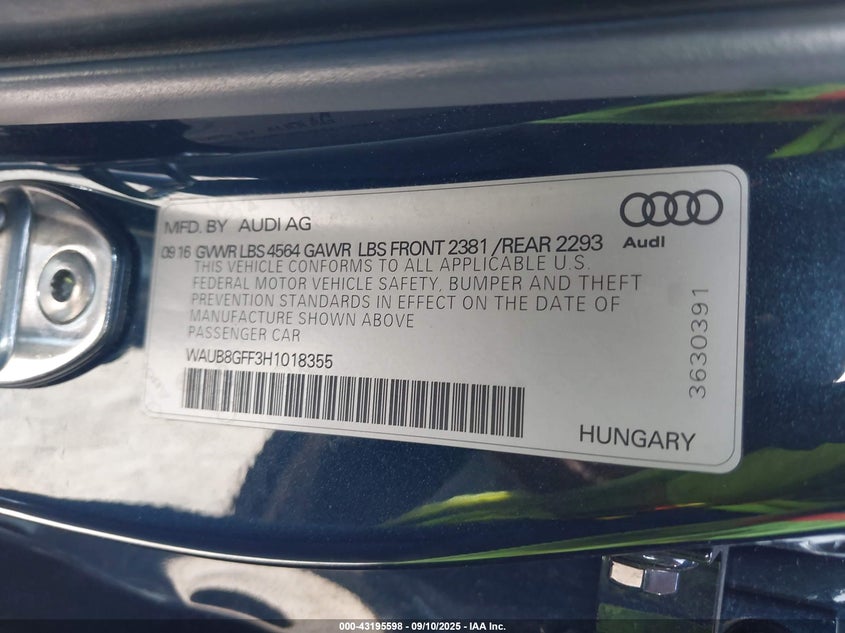 MFD. BY AUDI AG
09 16 GVWR LBS 4564 GAWR LBS FRONT 2381 /REAR 2293
THIS VEHICLE CONFORMS TO ALL APPLICABLE U.S.
FEDERAL MOTOR VEHICLE SAFETY, BUMPER AND THEFT
PREVENTION STANDARDS IN EFFECT ON THE DATE OF
MANUFACTURE SHOWN ABOVE
PASSENGER CAR
WAUB8GFF3H1018355
Audi
3630391
HUNGARY
000-43195598 - 09/10/2025 - IAA Inc.